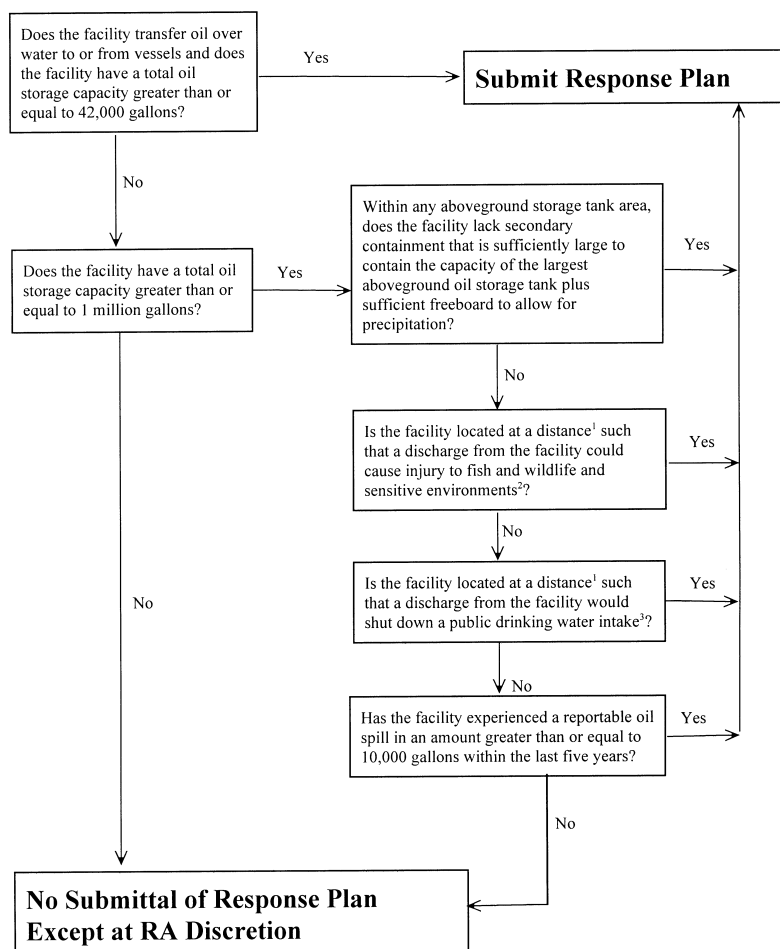 Does the facility transfer oil over
water to or from vessels and does
the facility have a total oil
storage capacity greater than or
equal to 42,000 gallons?
Yes
Submit Response Plan
No
Does the facility have a total oil
storage capacity greater than or
equal to 1 million gallons?
Yes
Within any aboveground storage tank area,
does the facility lack secondary
containment that is sufficiently large to
contain the capacity of the largest
aboveground oil storage tank plus
sufficient freeboard to allow for
precipitation?
Yes
No
Is the facility located at a distance¹ such
that a discharge from the facility could
cause injury to fish and wildlife and
sensitive environments²?
Yes
No
Is the facility located at a distance¹ such
that a discharge from the facility would
shut down a public drinking water intake³?
Yes
No
No
Has the facility experienced a reportable oil
spill in an amount greater than or equal to
10,000 gallons within the last five years?
Yes
No
No Submittal of Response Plan
Except at RA Discretion